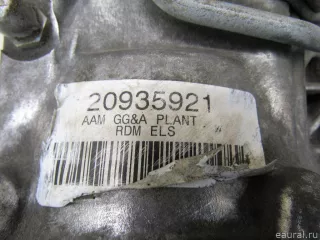 20935921
AAM GG&A PLANT
RDM ELS
eaural.ru